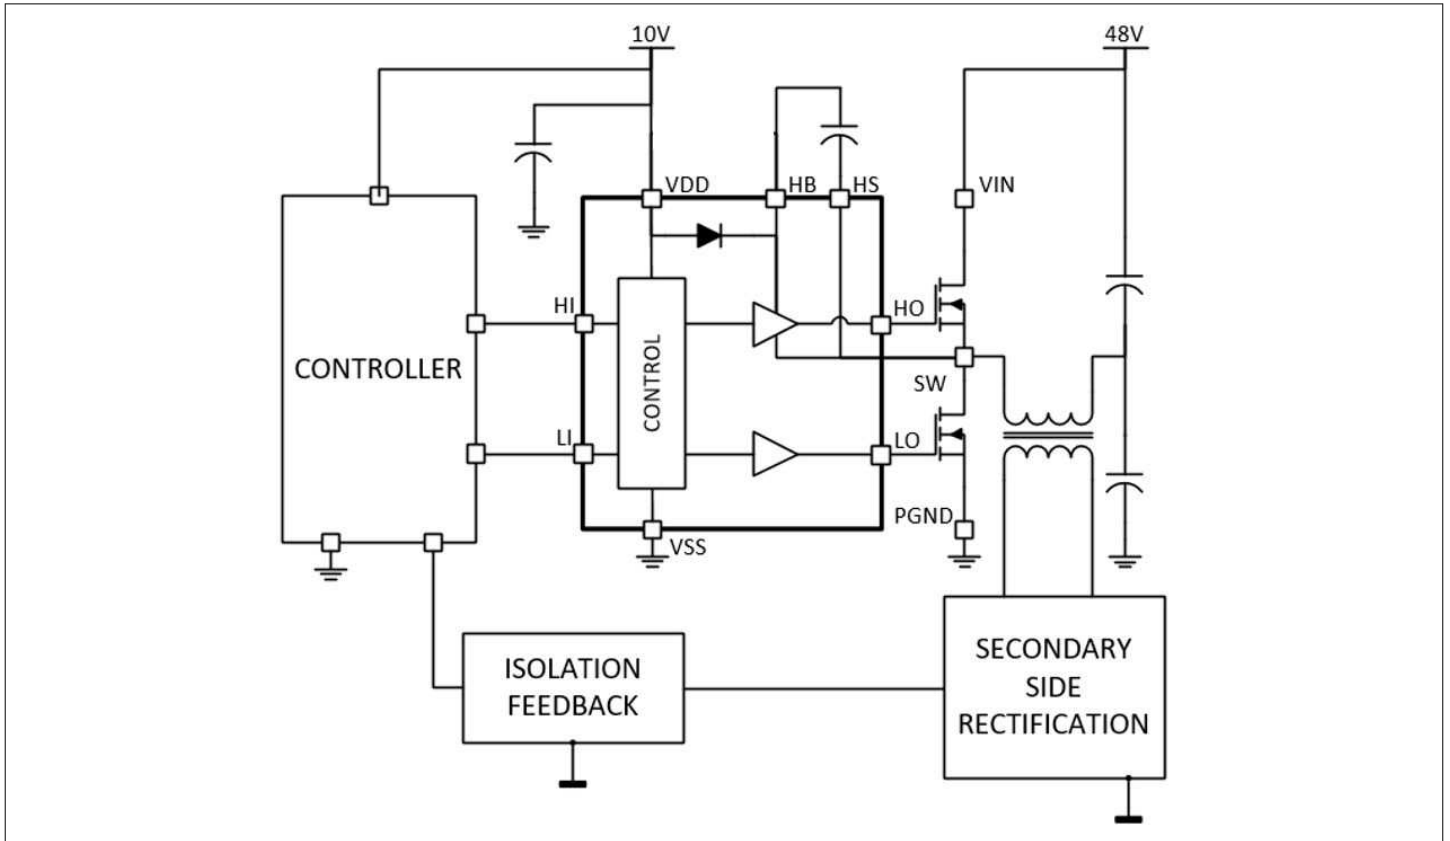 10V
48V
VDD
HB
HS
VIN
HI
HO
CONTROLLER
CONTROL
SW
LI
LO
PGND
VSS
ISOLATION
FEEDBACK
SECONDARY
SIDE
RECTIFICATION